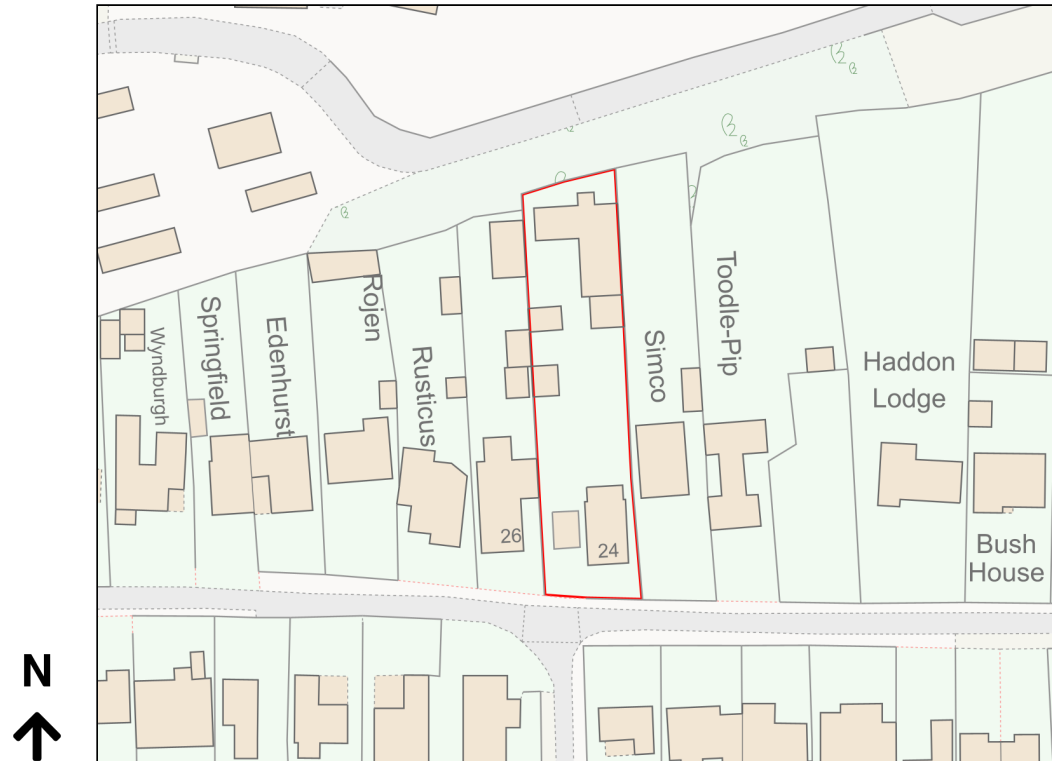 Wyndburgh
Springfield
Edenhurst
Rojen
Rusticus
Simco
Toodle-Pip
Haddon
Lodge
26
24
Bush
House
N